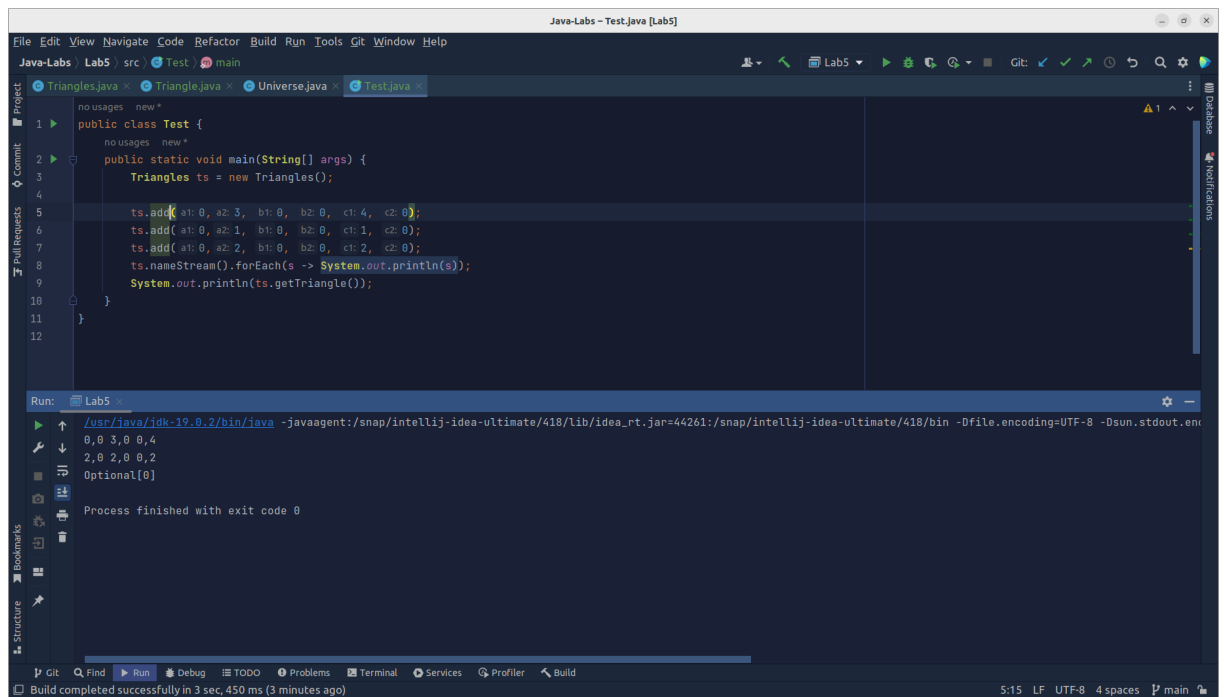 Java-Labs – Test.java [Lab5]
File Edit View Navigate Code Refactor Build Run Tools Git Window Help
Java-Labs Lab5 src Test main
Lab5
Git:
Triangles.java Triangle.java Universe.java Test.java
Project
Commit
Pull Requests
Database
Notifications
1
no usages new *
1 public class Test {
no usages new *
2 public static void main(String[] args) {
3 Triangles ts = new Triangles();
4
5 ts.add( a1: 0, a2: 3, b1: 0, b2: 0, c1: 4, c2: 0);
6 ts.add( a1: 0, a2: 1, b1: 0, b2: 0, c1: 1, c2: 0);
7 ts.add( a1: 0, a2: 2, b1: 0, b2: 0, c1: 2, c2: 0);
8 ts.nameStream().forEach(s -> System.out.println(s));
9 System.out.println(ts.getTriangle());
10 }
11 }
12
Run: Lab5
/usr/java/jdk-19.0.2/bin/java -javaagent:/snap/intellij-idea-ultimate/418/lib/idea_rt.jar=44261:/snap/intellij-idea-ultimate/418/bin -Dfile.encoding=UTF-8 -Dsun.stdout.enc
0,0 3,0 0,4
2,0 2,0 0,2
Optional[0]
Process finished with exit code 0
Bookmarks
Structure
Git Find Run Debug TODO Problems Terminal Services Profiler Build
Build completed successfully in 3 sec, 450 ms (3 minutes ago)
5:15 LF UTF-8 4 spaces main